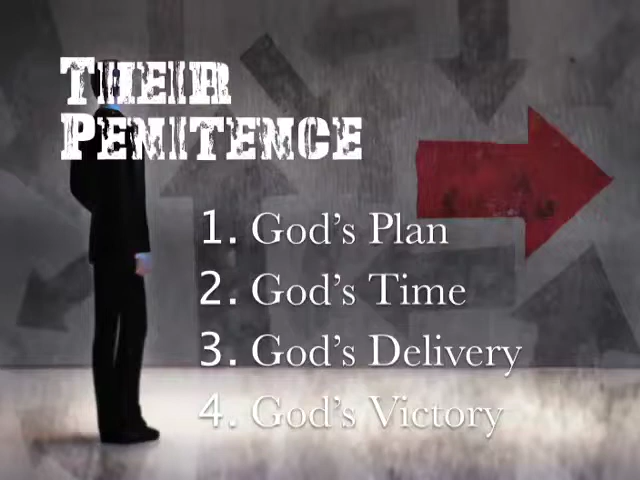 Their
Penitence
1. God's Plan
2. God's Time
3. God's Delivery
4. God's Victory